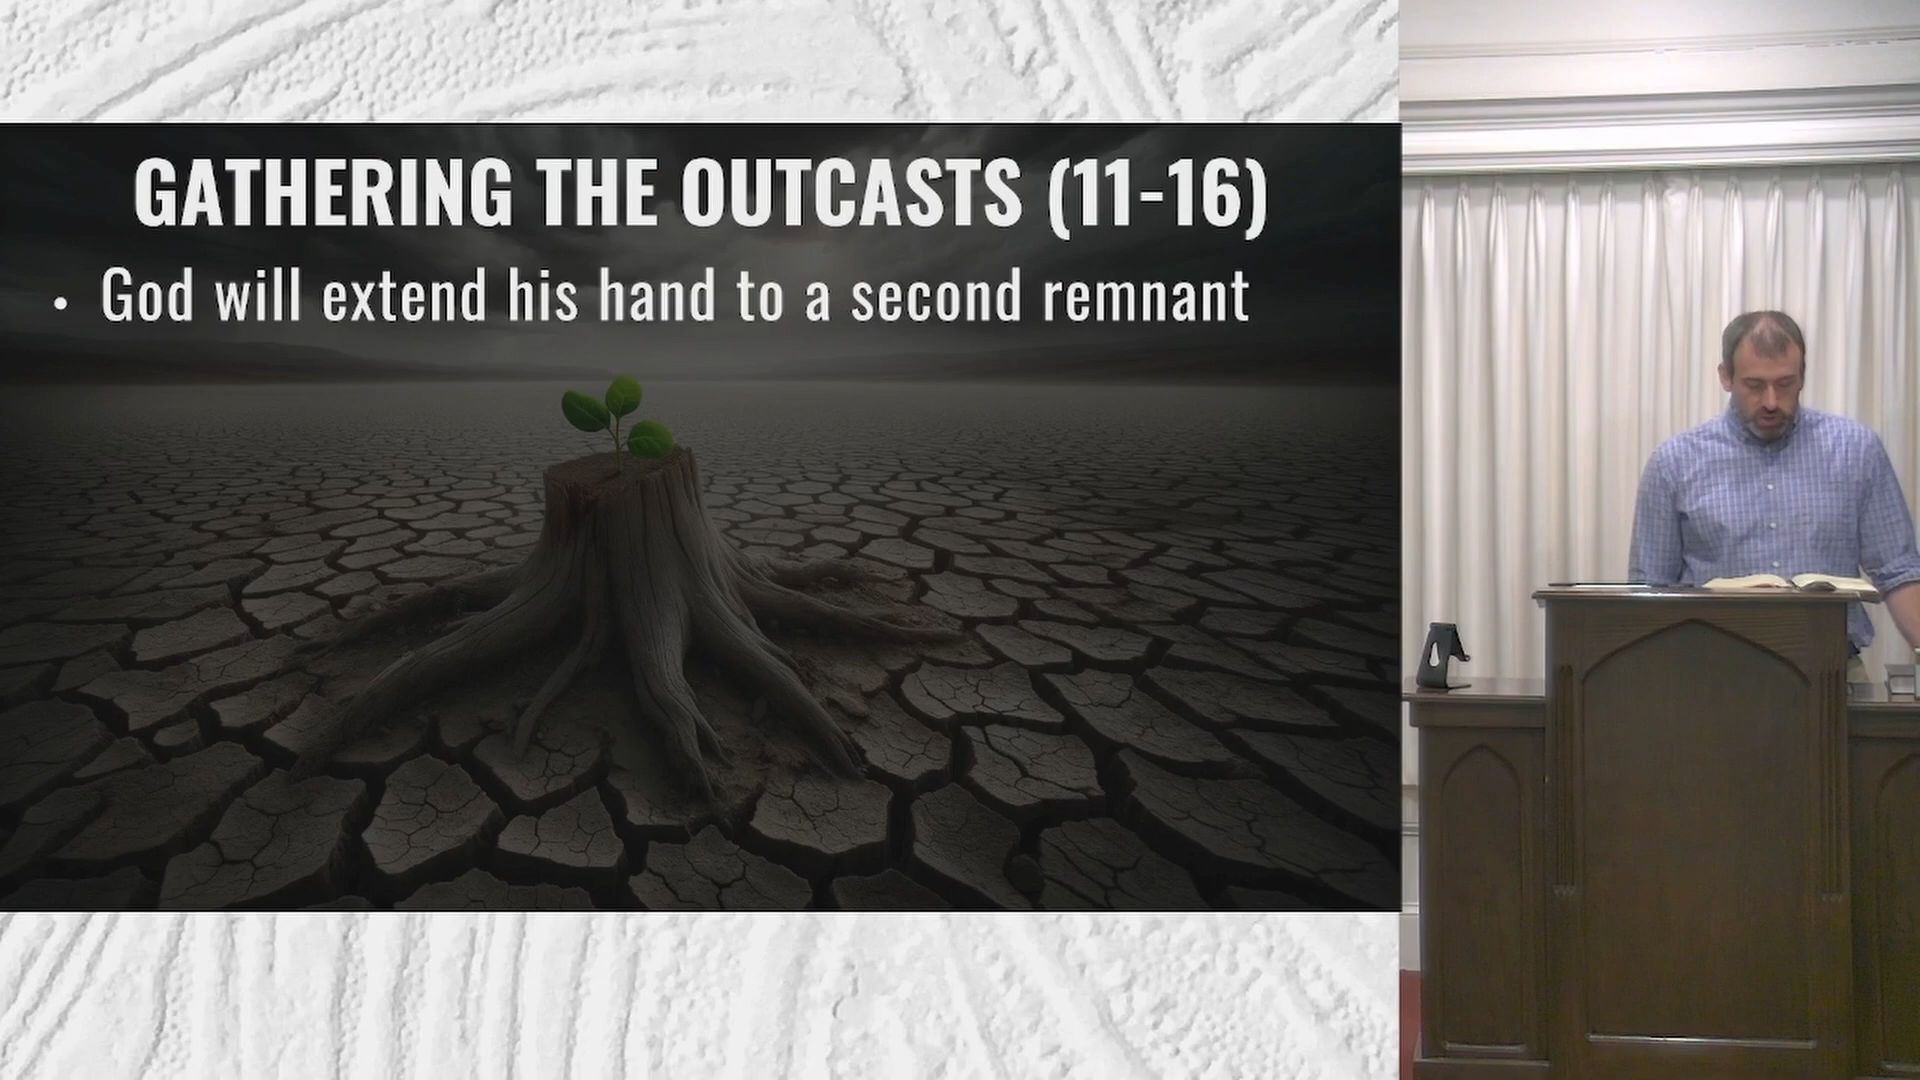 GATHERING THE OUTCASTS (11-16)
• God will extend his hand to a second remnant